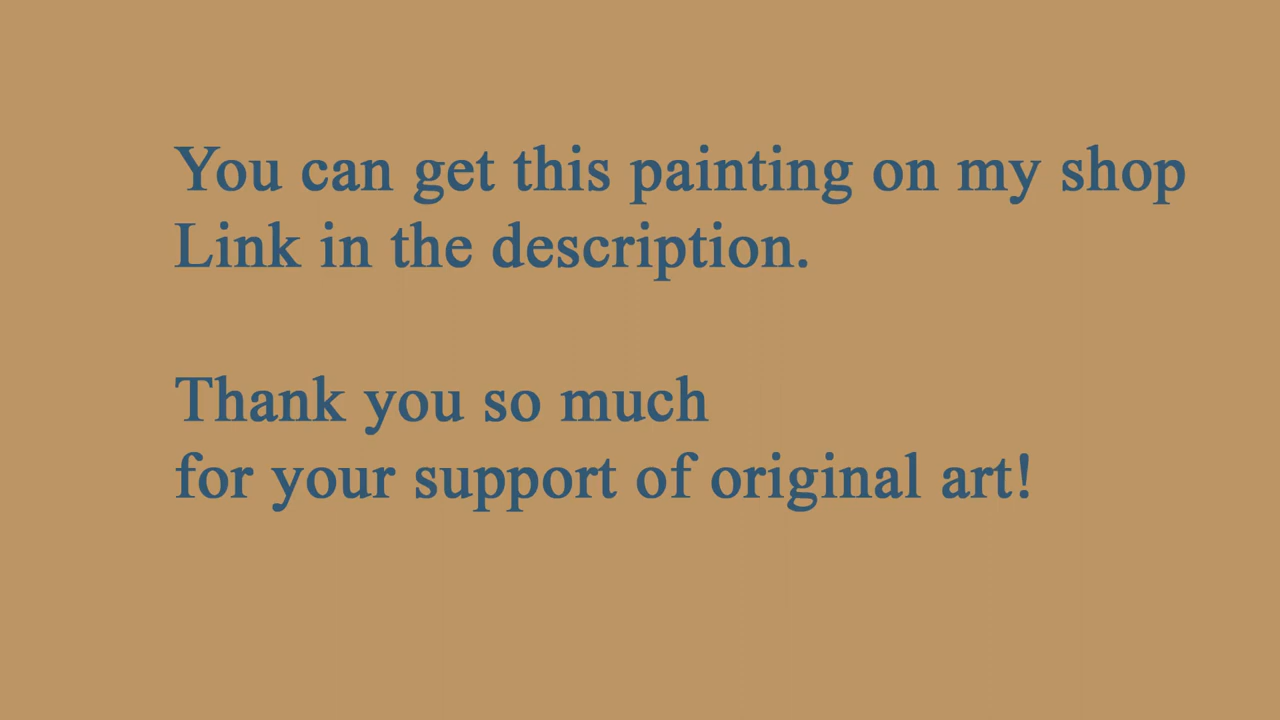 You can get this painting on my shop
Link in the description.
Thank you so much
for your support of original art!